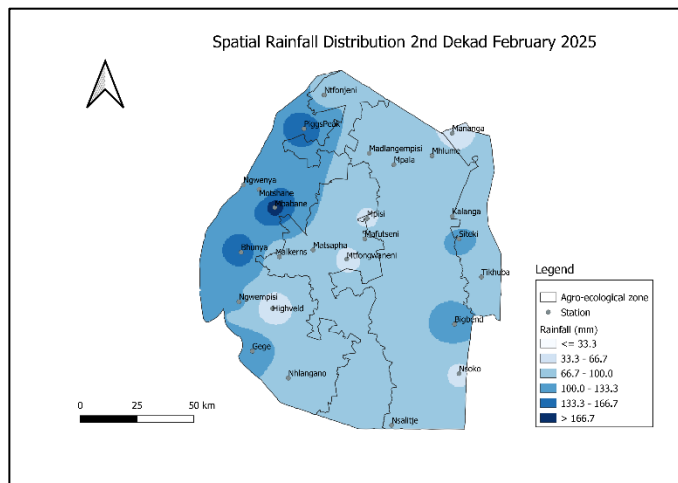 Spatial Rainfall Distribution 2nd Dekad February 2025
Ntfonjeni
PiggsPeak
Mananga
Madlangempisi
Mhlume
Mpala
Ngwenya
Motshane
Mbabane
Mpisi
Kalanga
Mafutseni
Siteki
Bhunya
Malkerns
Matsapha
Mtfongwaneni
Tikhuba
Ngwempisi
Highveld
Bigbend
Gege
Nhlangano
Nsoko
Nsalitje
0 25 50 km
Legend
Agro-ecological zone
Station
Rainfall (mm)
<= 33.3
33.3 - 66.7
66.7 - 100.0
100.0 - 133.3
133.3 - 166.7
> 166.7